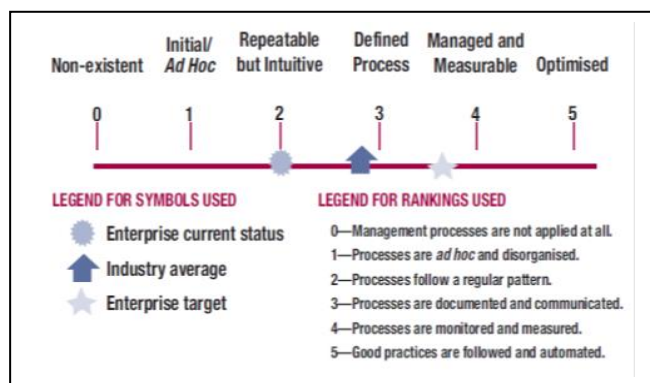 Non-existent
Initial/
Ad Hoc
Repeatable
but Intuitive
Defined
Process
Managed and
Measurable
Optimised
0 1 2 3 4 5
LEGEND FOR SYMBOLS USED
Enterprise current status
Industry average
Enterprise target
LEGEND FOR RANKINGS USED
0—Management processes are not applied at all.
1—Processes are ad hoc and disorganised.
2—Processes follow a regular pattern.
3—Processes are documented and communicated.
4—Processes are monitored and measured.
5—Good practices are followed and automated.